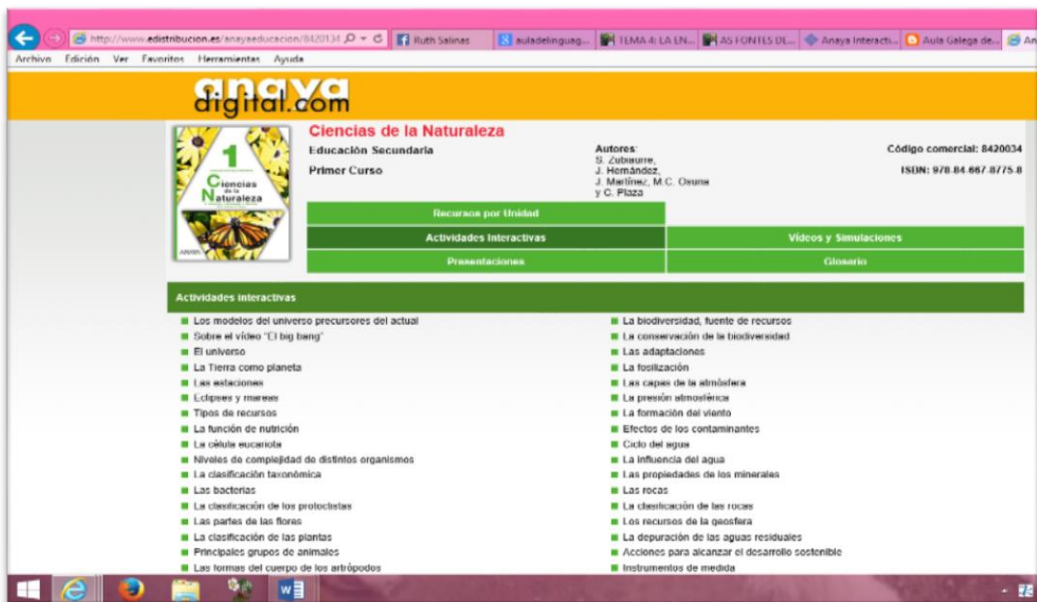 http://www.edistribucion.es/anayaeducacion/8420134
Ruth Salinas
auladelinguag...
TEMA 4: LA EN...
AS FONTES DE...
Anaya Interacti...
Aula Galega de...
An
Archivo Edición Ver Favoritos Herramientas Ayuda
anaya
digital.com
Ciencias de la Naturaleza
Educación Secundaria
Primer Curso
Autores:
S. Zubiaurre,
J. Hernández,
J. Martínez, M.C. Osuna
y C. Plaza
Código comercial: 8420034
ISBN: 978-84-667-8775-8
1
Ciencias
de la
Naturaleza
ANAYA
Recursos por Unidad
Actividades Interactivas
Vídeos y Simulaciones
Presentaciones
Glosario
Actividades interactivas
Los modelos del universo precursores del actual
Sobre el vídeo "El big bang"
El universo
La Tierra como planeta
Las estaciones
Eclipses y mareas
Tipos de recursos
La función de nutrición
La célula eucariota
Niveles de complejidad de distintos organismos
La clasificación taxonómica
Las bacterias
La clasificación de los protoctistas
Las partes de las flores
La clasificación de las plantas
Principales grupos de animales
Las formas del cuerpo de los artrópodos
La biodiversidad, fuente de recursos
La conservación de la biodiversidad
Las adaptaciones
La fosilización
Las capas de la atmósfera
La presión atmosférica
La formación del viento
Efectos de los contaminantes
Ciclo del agua
La influencia del agua
Las propiedades de los minerales
Las rocas
La clasificación de las rocas
Los recursos de la geosfera
La depuración de las aguas residuales
Acciones para alcanzar el desarrollo sostenible
Instrumentos de medida